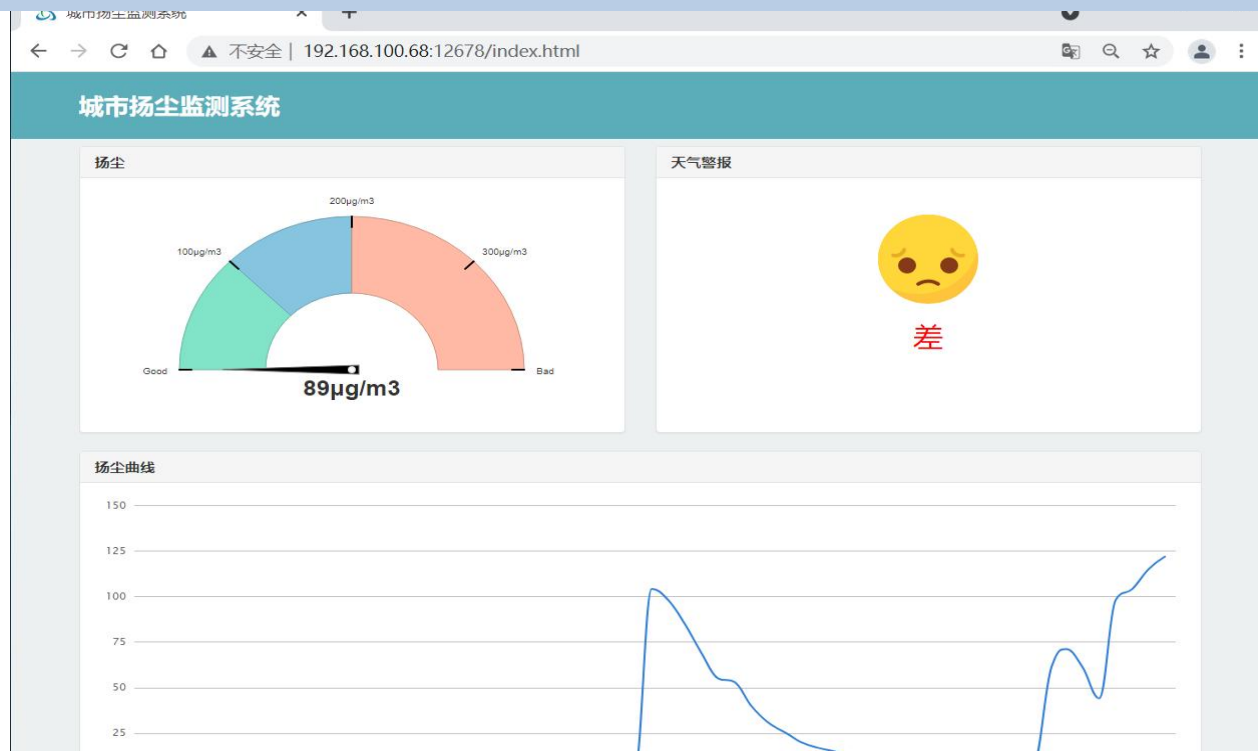 城市扬尘监测系统
不安全 | 192.168.100.68:12678/index.html
城市扬尘监测系统
扬尘
天气警报
200μg/m3
100μg/m3
300μg/m3
Good
Bad
89μg/m3
差
扬尘曲线
150
125
100
75
50
25